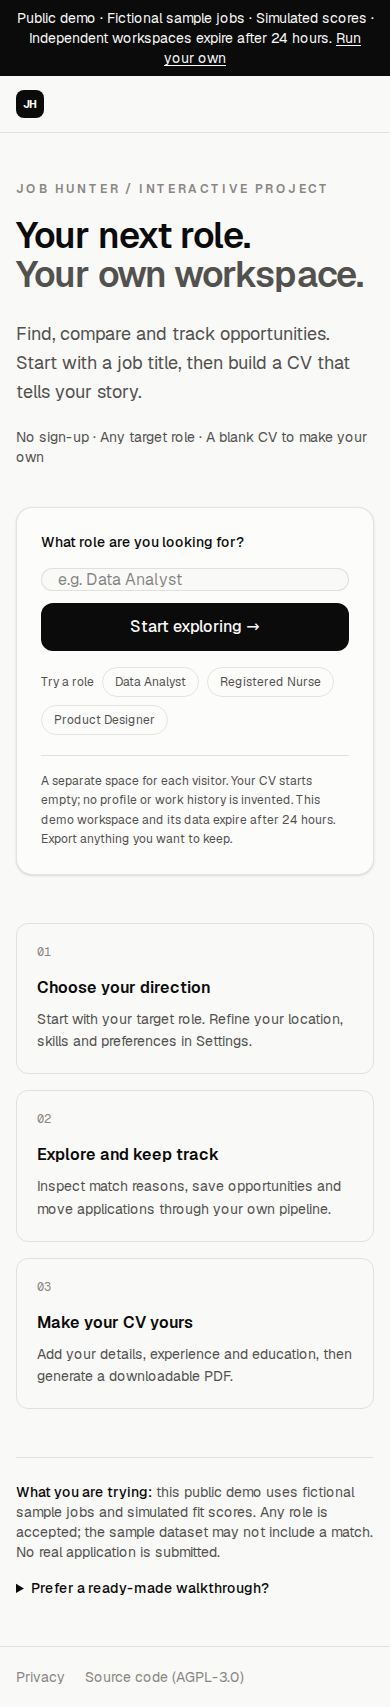 Public demo · Fictional sample jobs · Simulated scores ·
Independent workspaces expire after 24 hours. Run
your own
JH
JOB HUNTER / INTERACTIVE PROJECT
Your next role.
Your own workspace.
Find, compare and track opportunities.
Start with a job title, then build a CV that
tells your story.
No sign-up · Any target role · A blank CV to make your
own
What role are you looking for?
e.g. Data Analyst
Start exploring →
Try a role Data Analyst Registered Nurse
Product Designer
A separate space for each visitor. Your CV starts
empty; no profile or work history is invented. This
demo workspace and its data expire after 24 hours.
Export anything you want to keep.
01
Choose your direction
Start with your target role. Refine your location,
skills and preferences in Settings.
02
Explore and keep track
Inspect match reasons, save opportunities and
move applications through your own pipeline.
03
Make your CV yours
Add your details, experience and education, then
generate a downloadable PDF.
What you are trying: this public demo uses fictional
sample jobs and simulated fit scores. Any role is
accepted; the sample dataset may not include a match.
No real application is submitted.
▶ Prefer a ready-made walkthrough?
Privacy Source code (AGPL-3.0)